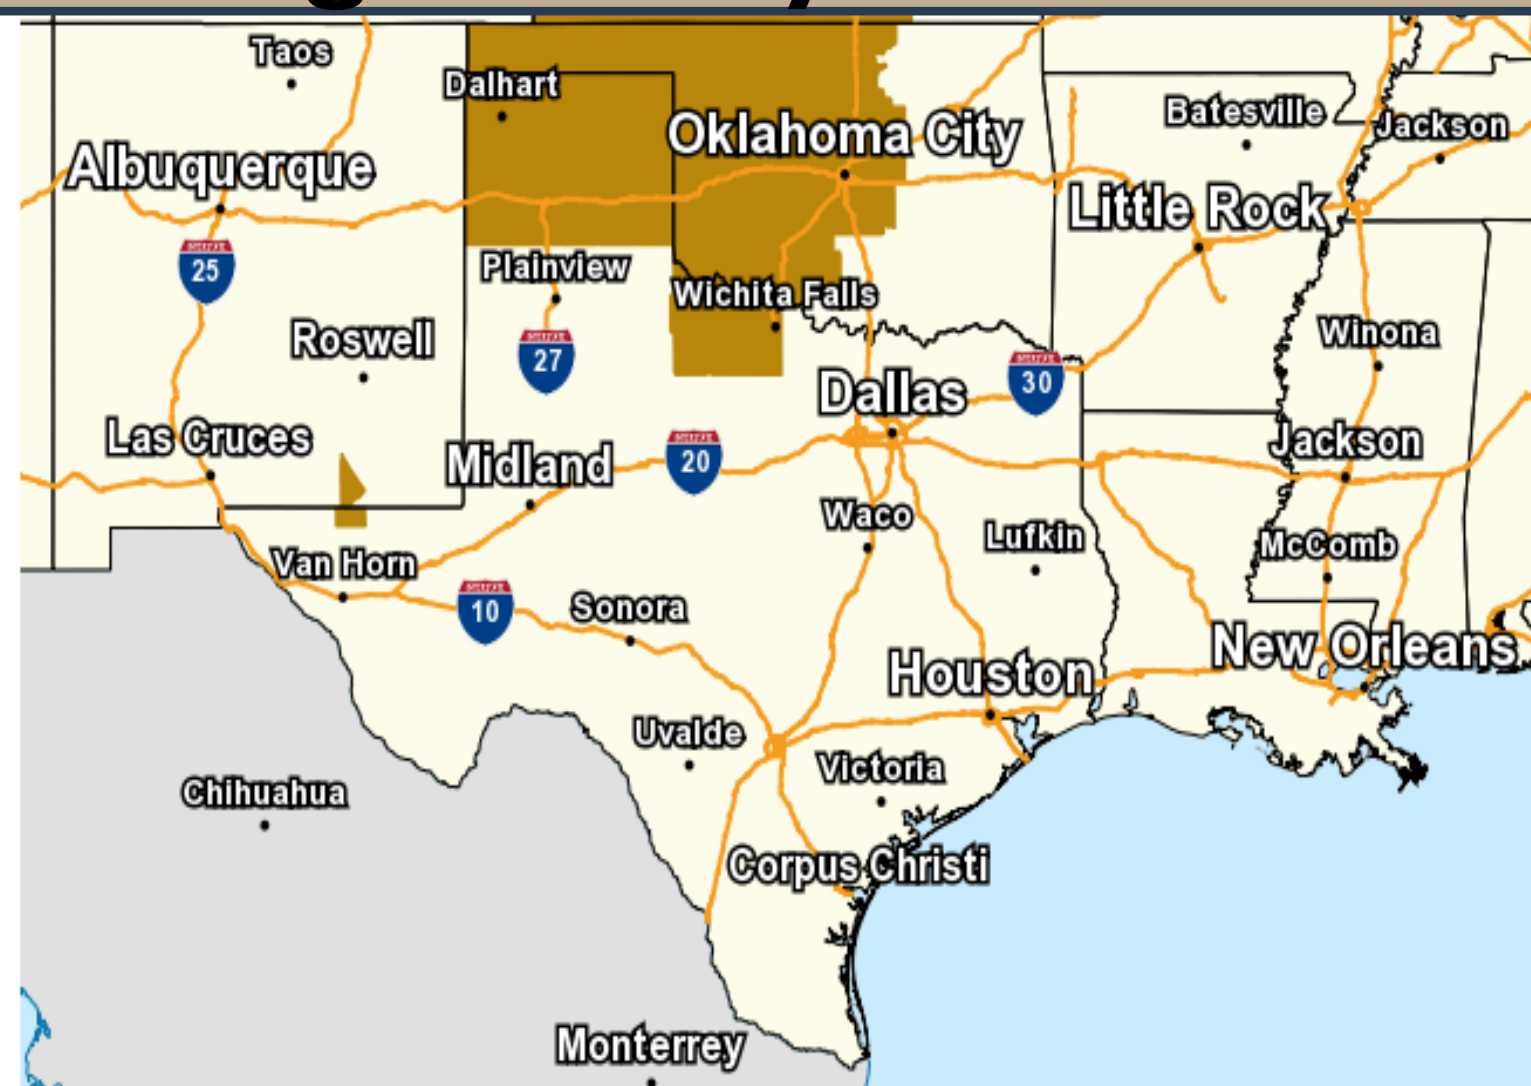 Taos
Dalhart
Batesville
Jackson
Oklahoma City
Albuquerque
Little Rock
25
Plainview
Wichita Falls
Roswell
27
Winona
30
Dallas
Las Cruces
Midland
20
Jackson
Waco
Lufkin
McComb
Van Horn
10
Sonora
New Orleans
Houston
Uvalde
Victoria
Chihuahua
Corpus Christi
Monterrey